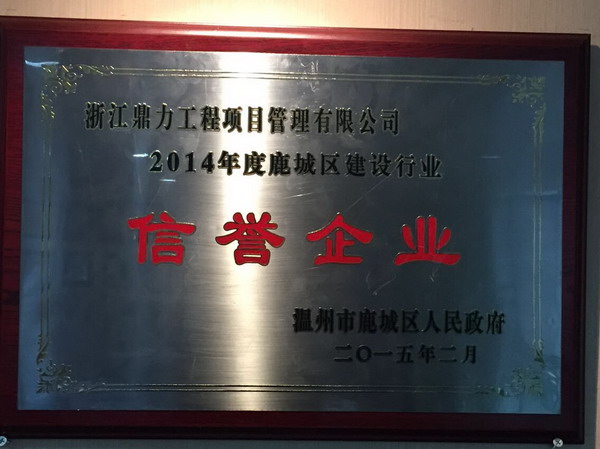 浙江鼎力工程项目管理有限公司
2014年度鹿城区建设行业
信誉企业
温州市鹿城区人民政府
二〇一五年二月